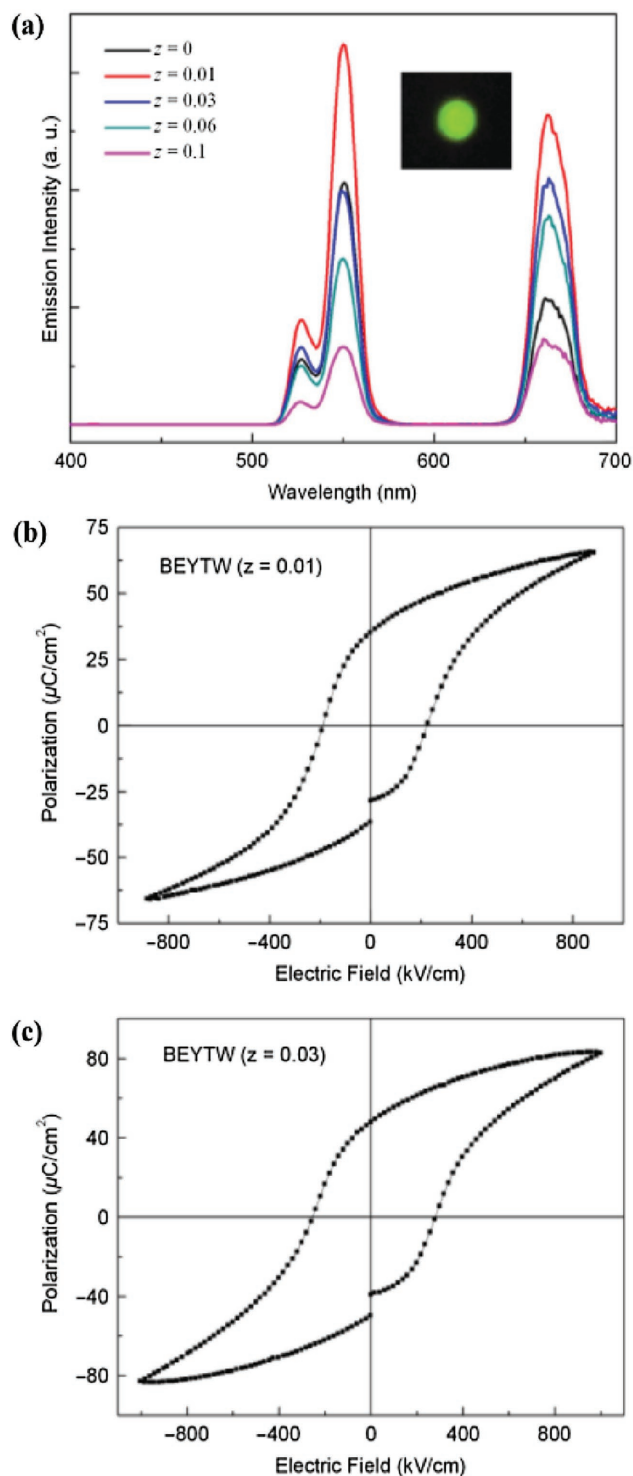 (a)
z = 0
z = 0.01
z = 0.03
z = 0.06
z = 0.1
Emission Intensity (a. u.)
400 500 600 700
Wavelength (nm)
(b)
BEYTW (z = 0.01)
75
50
25
0
−25
−50
−75
Polarization (μC/cm²)
−800 −400 0 400 800
Electric Field (kV/cm)
(c)
BEYTW (z = 0.03)
80
40
0
−40
−80
Polarization (μC/cm²)
−800 −400 0 400 800
Electric Field (kV/cm)